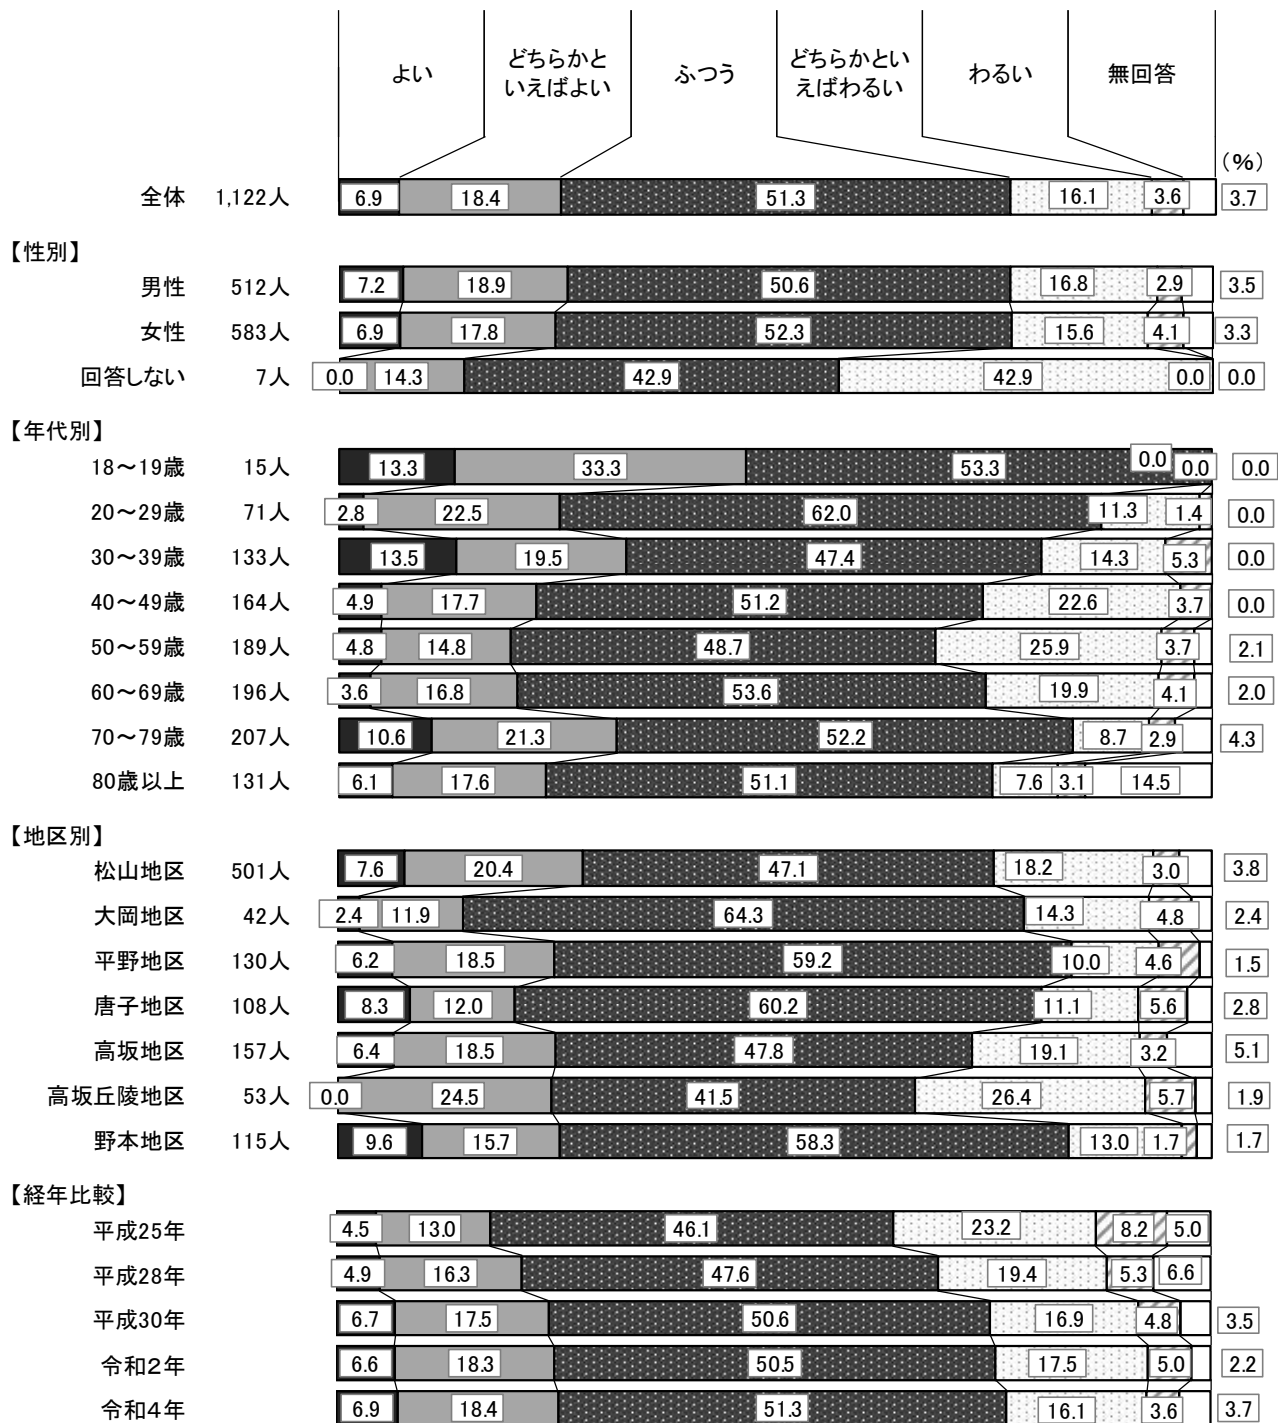 よい
どちらかと
いえばよい
ふつう
どちらかとい
えばわるい
わるい
無回答
(%)
全体 1,122人 6.9 18.4 51.3 16.1 3.6 3.7
【性別】
男性 512人 7.2 18.9 50.6 16.8 2.9 3.5
女性 583人 6.9 17.8 52.3 15.6 4.1 3.3
回答しない 7人 0.0 14.3 42.9 42.9 0.0 0.0
【年代別】
18～19歳 15人 13.3 33.3 53.3 0.0 0.0 0.0
20～29歳 71人 2.8 22.5 62.0 11.3 1.4 0.0
30～39歳 133人 13.5 19.5 47.4 14.3 5.3 0.0
40～49歳 164人 4.9 17.7 51.2 22.6 3.7 0.0
50～59歳 189人 4.8 14.8 48.7 25.9 3.7 2.1
60～69歳 196人 3.6 16.8 53.6 19.9 4.1 2.0
70～79歳 207人 10.6 21.3 52.2 8.7 2.9 4.3
80歳以上 131人 6.1 17.6 51.1 7.6 3.1 14.5
【地区別】
松山地区 501人 7.6 20.4 47.1 18.2 3.0 3.8
大岡地区 42人 2.4 11.9 64.3 14.3 4.8 2.4
平野地区 130人 6.2 18.5 59.2 10.0 4.6 1.5
唐子地区 108人 8.3 12.0 60.2 11.1 5.6 2.8
高坂地区 157人 6.4 18.5 47.8 19.1 3.2 5.1
高坂丘陵地区 53人 0.0 24.5 41.5 26.4 5.7 1.9
野本地区 115人 9.6 15.7 58.3 13.0 1.7 1.7
【経年比較】
平成25年 4.5 13.0 46.1 23.2 8.2 5.0
平成28年 4.9 16.3 47.6 19.4 5.3 6.6
平成30年 6.7 17.5 50.6 16.9 4.8 3.5
令和2年 6.6 18.3 50.5 17.5 5.0 2.2
令和4年 6.9 18.4 51.3 16.1 3.6 3.7